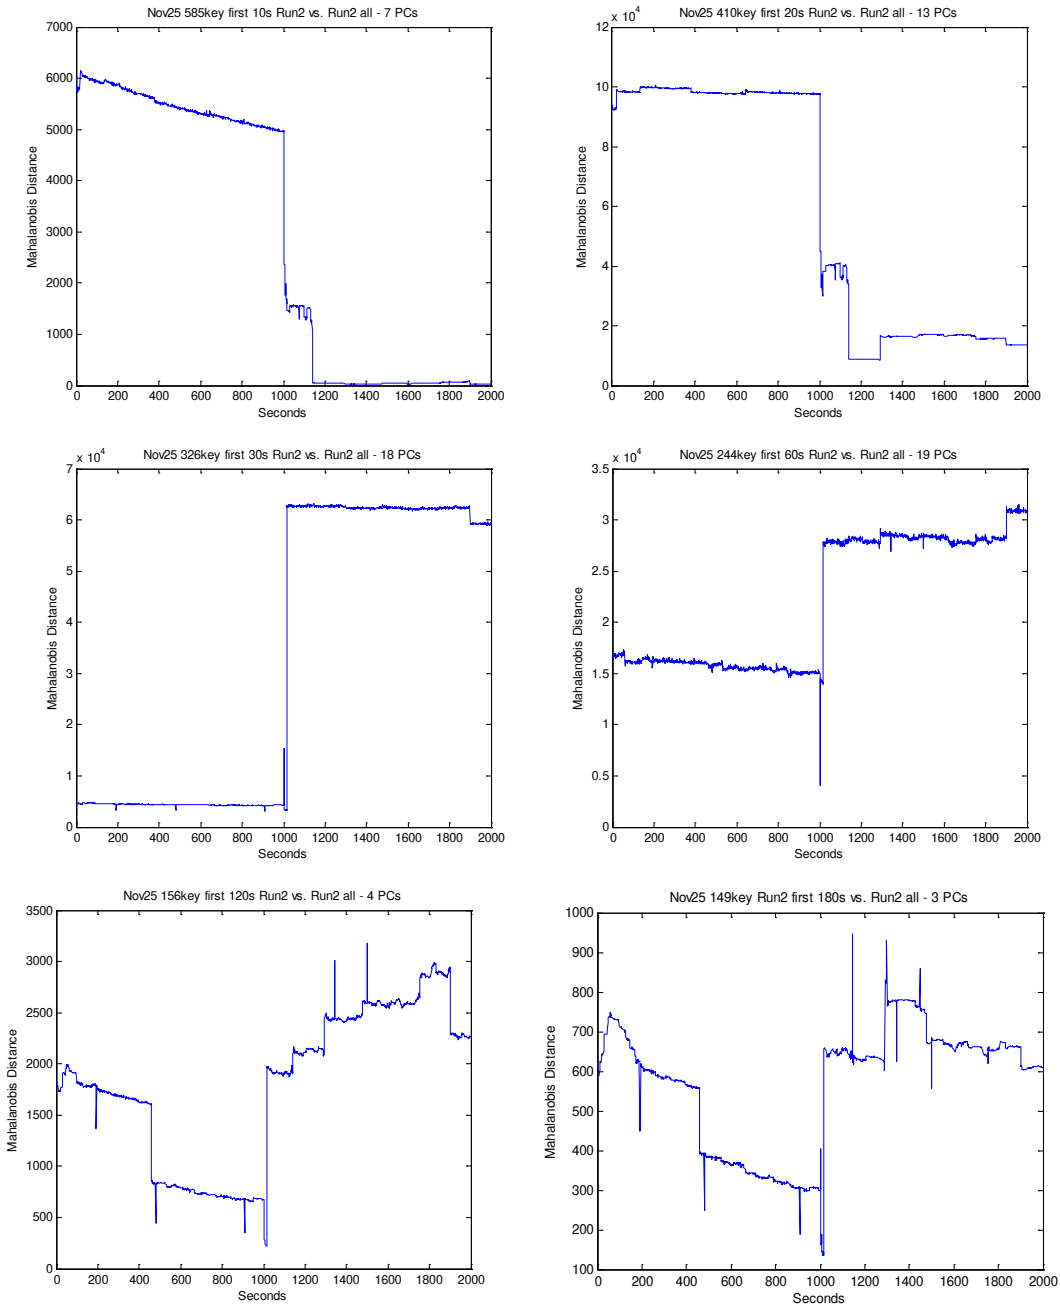 Nov25 585key first 10s Run2 vs. Run2 all - 7 PCs
7000
6000
5000
4000
3000
2000
1000
0
Mahalanobis Distance
0 200 400 600 800 1000 1200 1400 1600 1800 2000
Seconds
Nov25 410key first 20s Run2 vs. Run2 all - 13 PCs
x 10^4
12
10
8
6
4
2
0
Mahalanobis Distance
0 200 400 600 800 1000 1200 1400 1600 1800 2000
Seconds
Nov25 326key first 30s Run2 vs. Run2 all - 18 PCs
x 10^4
7
6
5
4
3
2
1
0
Mahalanobis Distance
0 200 400 600 800 1000 1200 1400 1600 1800 2000
Seconds
Nov25 244key first 60s Run2 vs. Run2 all - 19 PCs
x 10^4
3.5
3
2.5
2
1.5
1
0.5
0
Mahalanobis Distance
0 200 400 600 800 1000 1200 1400 1600 1800 2000
Seconds
Nov25 156key first 120s Run2 vs. Run2 all - 4 PCs
3500
3000
2500
2000
1500
1000
500
0
Mahalanobis Distance
0 200 400 600 800 1000 1200 1400 1600 1800 2000
Seconds
Nov25 149key Run2 first 180s vs. Run2 all - 3 PCs
1000
900
800
700
600
500
400
300
200
100
Mahalanobis Distance
0 200 400 600 800 1000 1200 1400 1600 1800 2000
Seconds